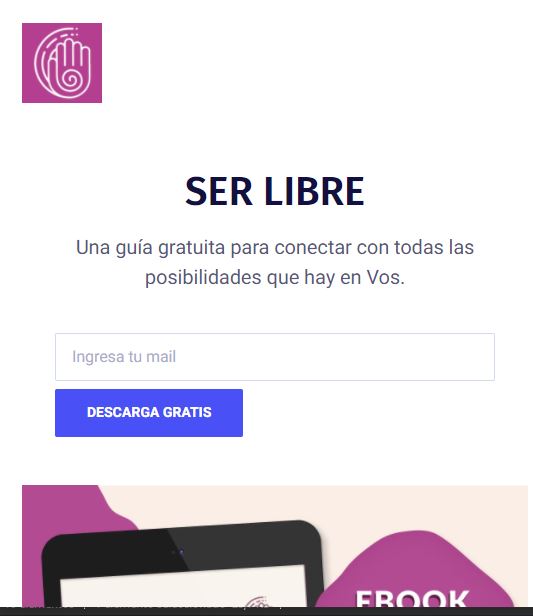 SER LIBRE
Una guía gratuita para conectar con todas las
posibilidades que hay en Vos.
Ingresa tu mail
DESCARGA GRATIS
EBOOK